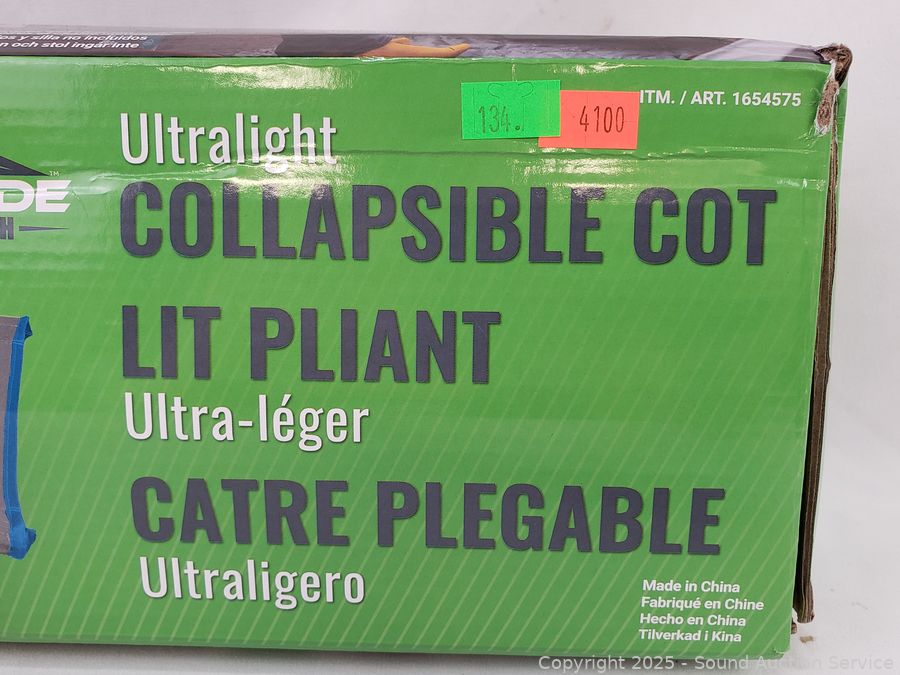 os y silla no incluidos
n och stol ingår inte
134.
4100
ITM. / ART. 1654575
Ultralight
COLLAPSIBLE COT
DE
™
H
LIT PLIANT
Ultra-léger
CATRE PLEGABLE
Ultraligero
Made in China
Fabriqué en Chine
Hecho en China
Tilverkad i Kina
Copyright 2025 - Sound Auction Service